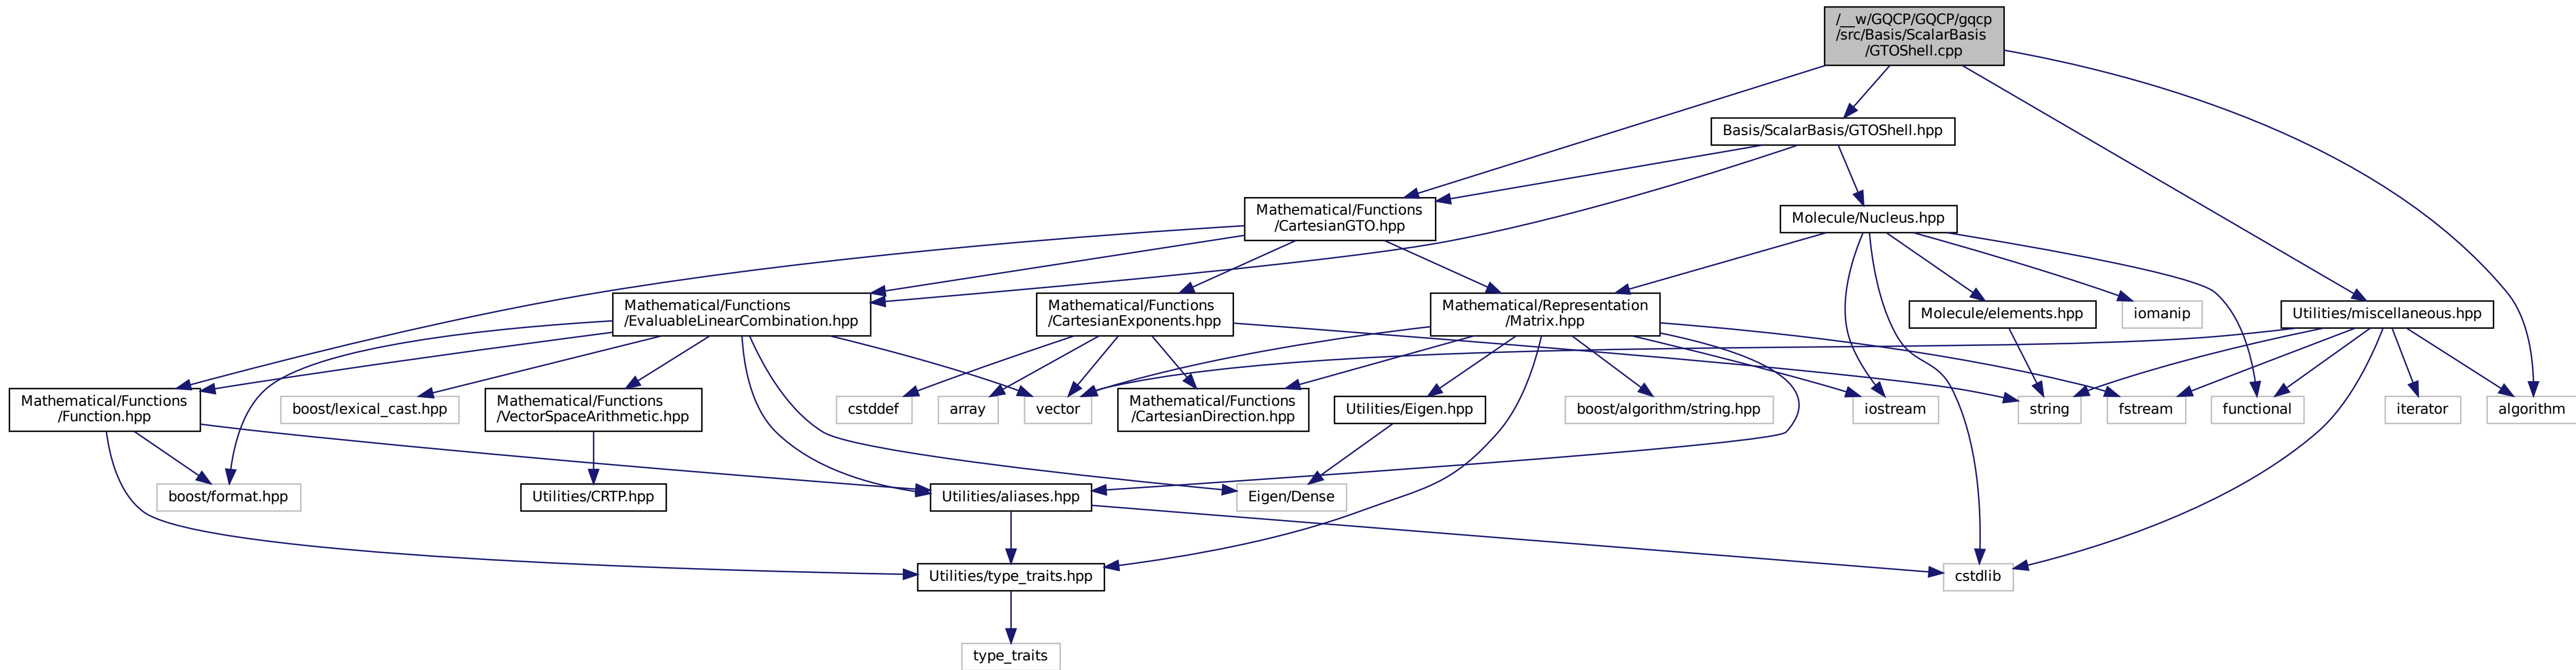 /__w/GQCP/GQCP/gqcp
/src/Basis/ScalarBasis
/GTOShell.cpp
Basis/ScalarBasis/GTOShell.hpp
Mathematical/Functions
/CartesianGTO.hpp
Molecule/Nucleus.hpp
Mathematical/Functions
/EvaluableLinearCombination.hpp
Mathematical/Functions
/CartesianExponents.hpp
Mathematical/Representation
/Matrix.hpp
Molecule/elements.hpp
iomanip
Utilities/miscellaneous.hpp
Mathematical/Functions
/Function.hpp
boost/lexical_cast.hpp
Mathematical/Functions
/VectorSpaceArithmetic.hpp
cstddef
array
vector
Mathematical/Functions
/CartesianDirection.hpp
Utilities/Eigen.hpp
boost/algorithm/string.hpp
iostream
string
fstream
functional
iterator
algorithm
boost/format.hpp
Utilities/CRTP.hpp
Utilities/aliases.hpp
Eigen/Dense
Utilities/type_traits.hpp
cstdlib
type_traits